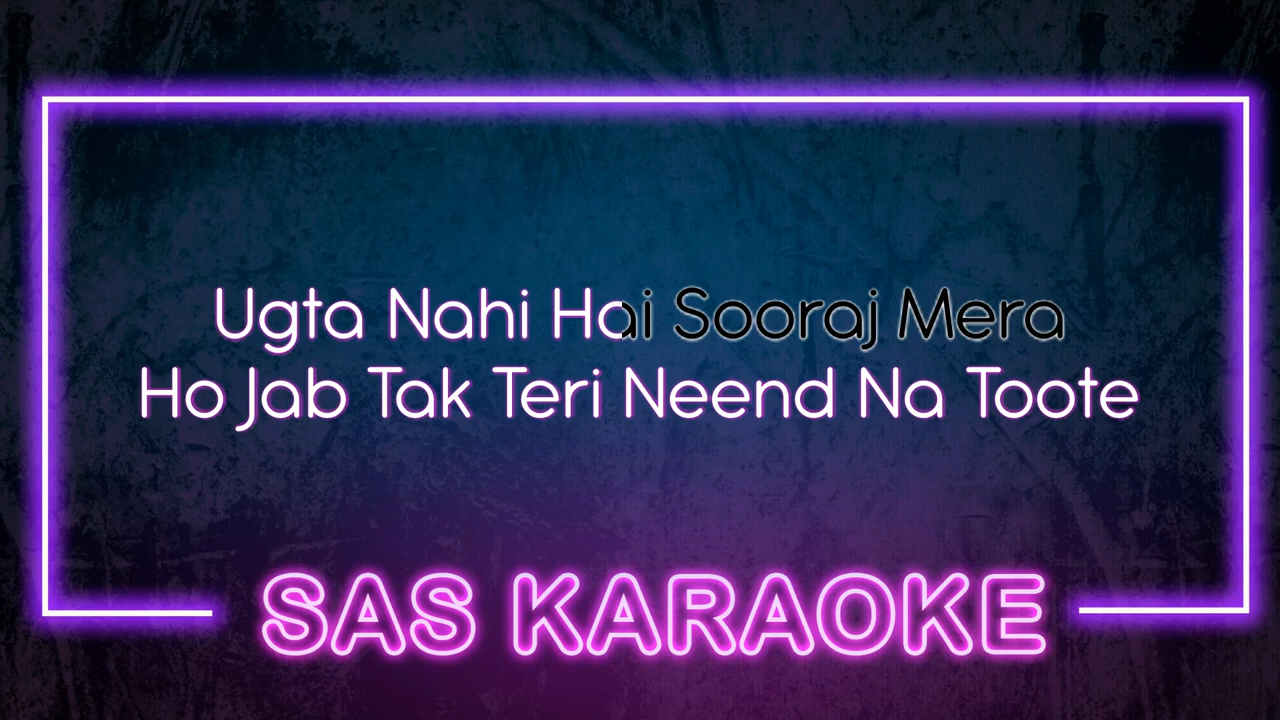 Ugta Nahi Hai Sooraj Mera
Ho Jab Tak Teri Neend Na Toote
SAS KARAOKE